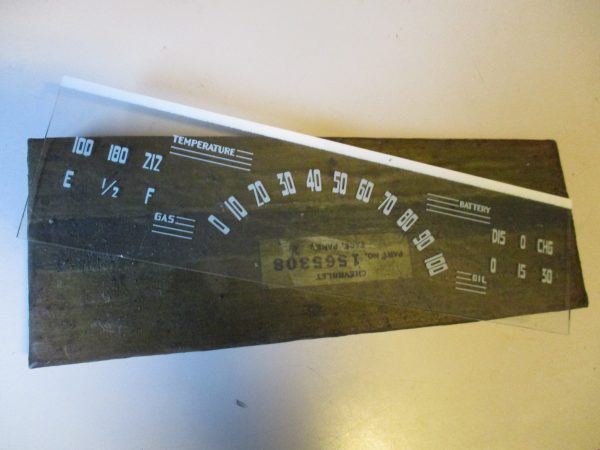 TEMPERATURE
100 180 212
E 1/2 F
GAS
0 10 20 30 40 50 60 70 80 90 100
BATTERY
DIS 0 CHG
0 15 30
OIL
CHEVROLET
PART NO.
1565308